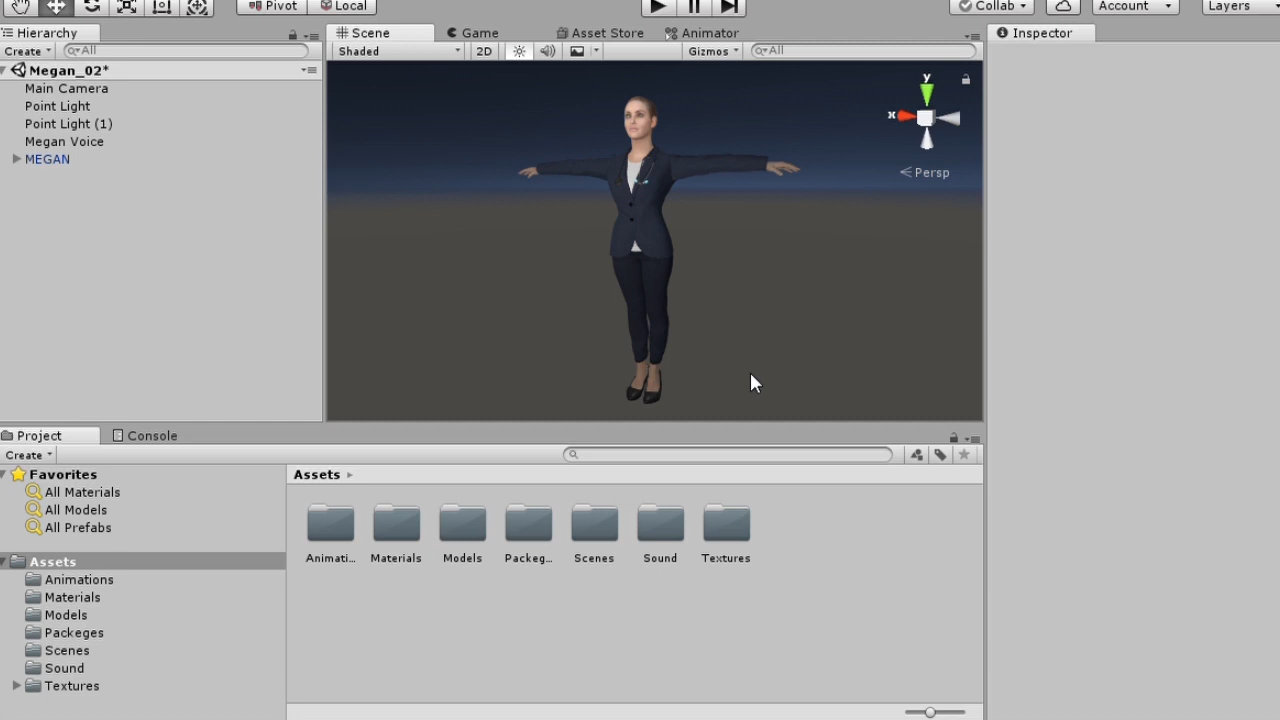 Pivot Local Collab Account Layers
Hierarchy Scene Game Asset Store Animator Inspector
Create All Shaded 2D Gizmos All
Megan_02*
Main Camera
Point Light
Point Light (1)
Megan Voice
MEGAN
y
x
Persp
Project Console
Create
Favorites
All Materials
All Models
All Prefabs
Assets
Animati... Materials Models Packeg... Scenes Sound Textures
Assets
Animations
Materials
Models
Packeges
Scenes
Sound
Textures